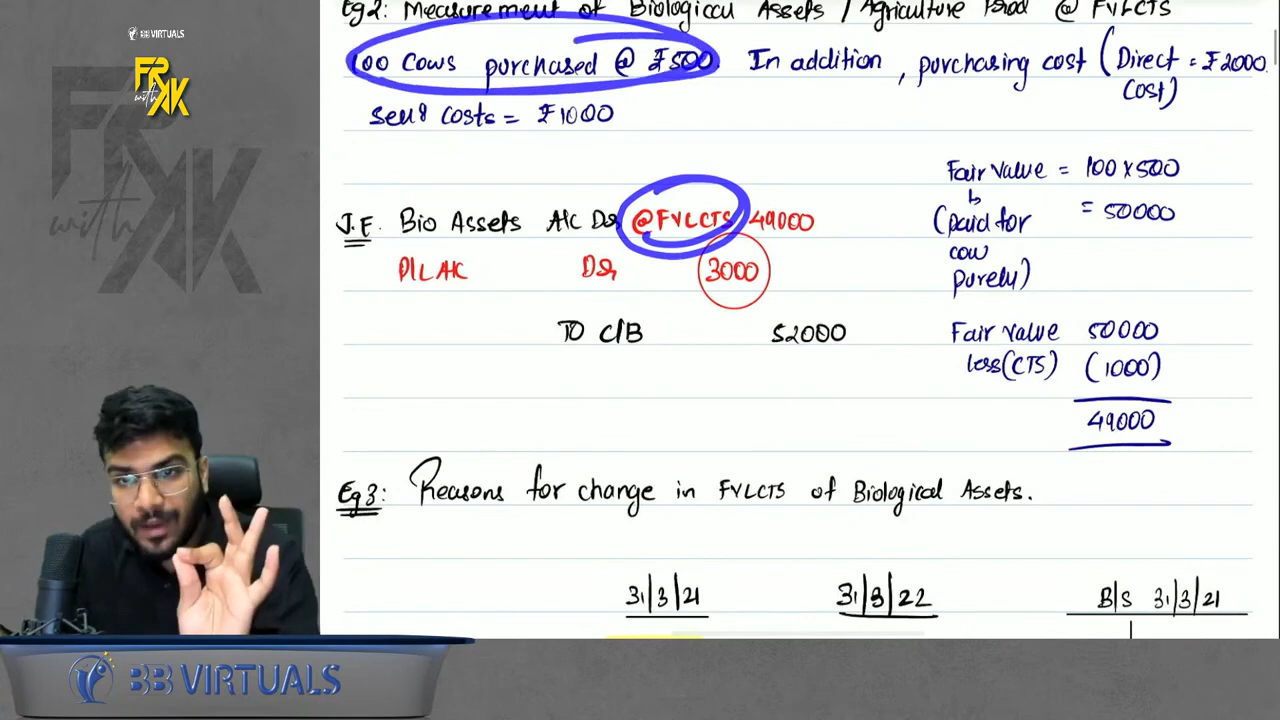 BB VIRTUALS
FR
with
AK
Eg2: Measurement of Biological Assets / Agriculture Prod @ FVLCTS
100 Cows purchased @ ₹500. In addition, purchasing cost (Direct = ₹2000.
cost)
sell costs = ₹1000
Fair value = 100 x 500
= 50000
(paid for
cow
purely)
J.E. Bio Assets A/c Dr @FVLCTS 49000
P/L A/c Dr 3000
To C/B 52000
Fair value 50000
less (CTS) (1000)
49000
Eg3: Reasons for change in FVLCTS of Biological Assets.
31/3/21 31/3/22 B/S 31/3/21
BB VIRTUALS